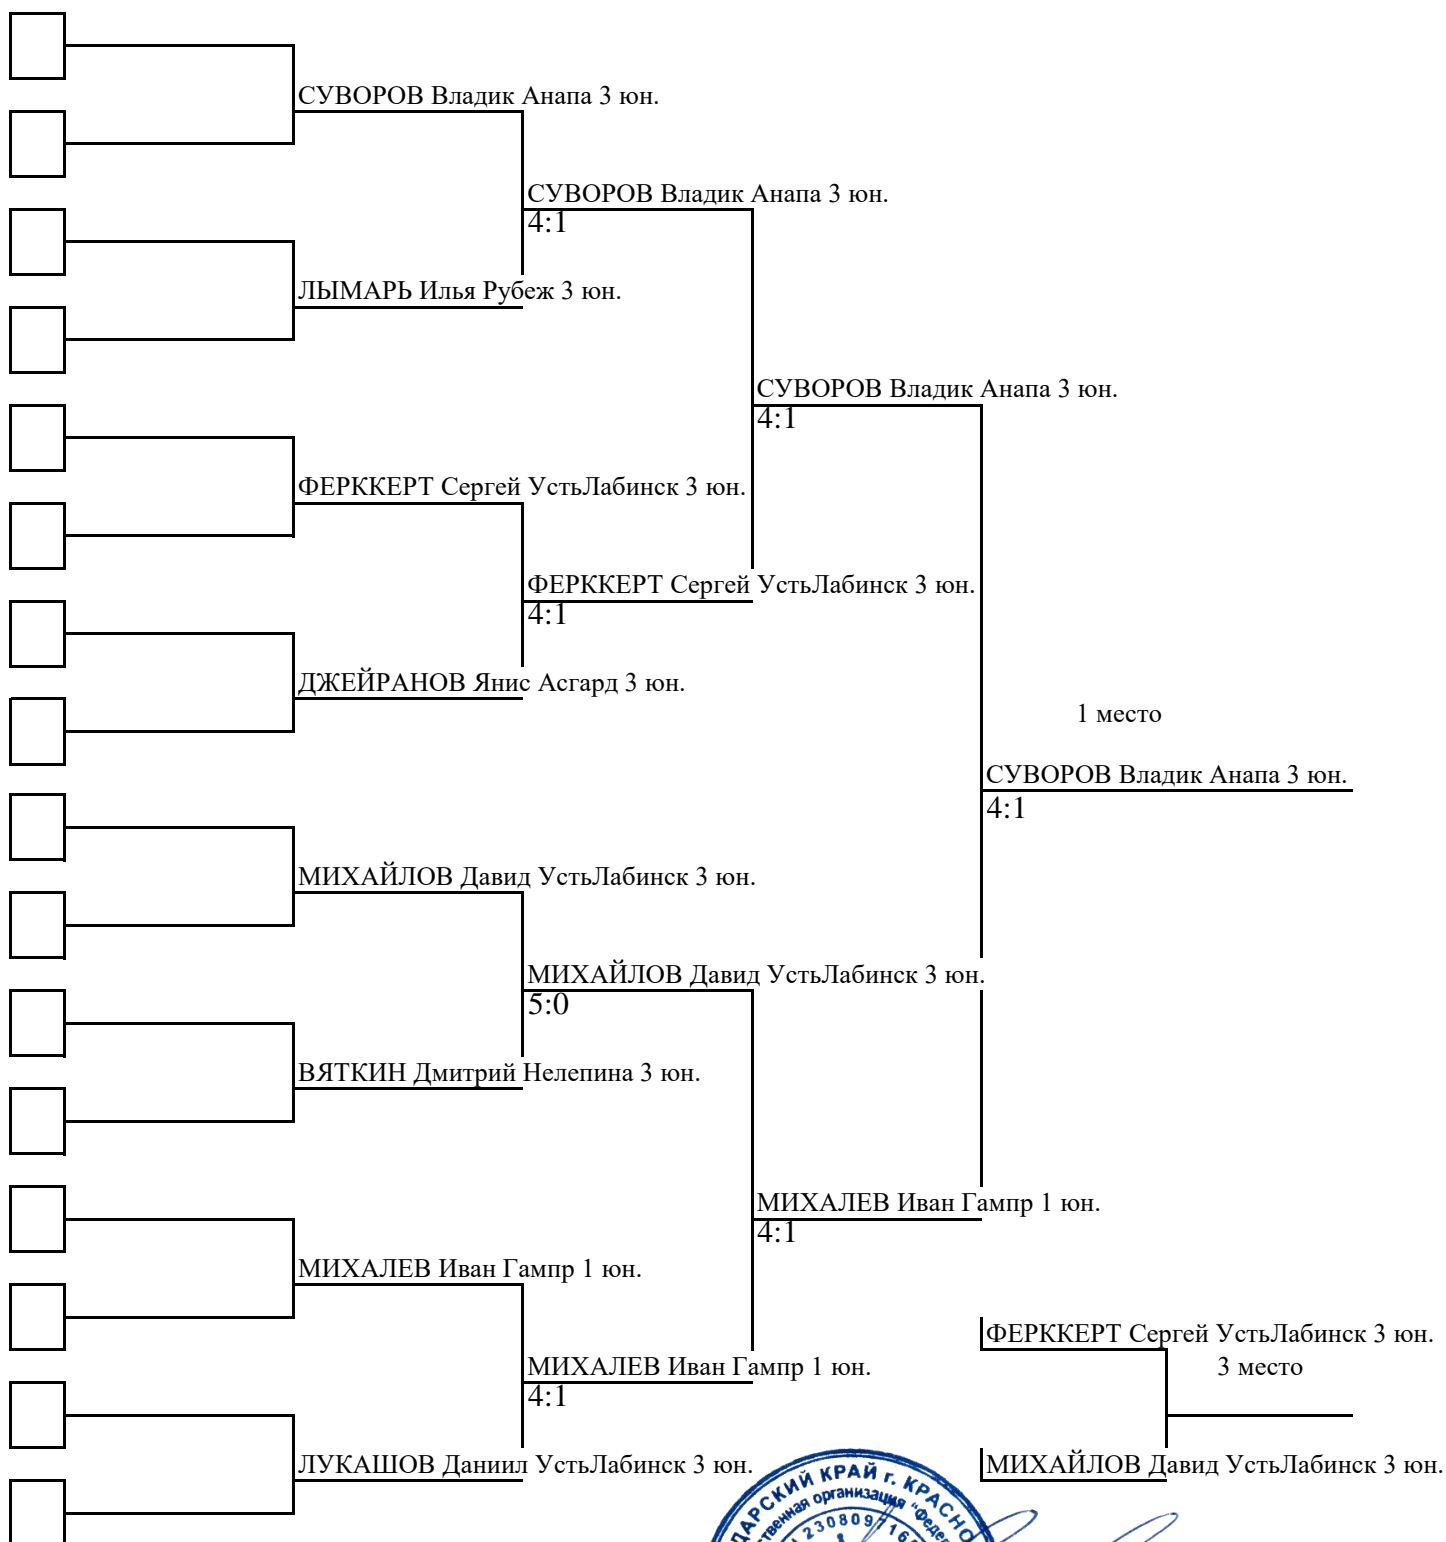 СУВОРОВ Владик Анапа 3 юн.
СУВОРОВ Владик Анапа 3 юн.
4:1
ЛЫМАРЬ Илья Рубеж 3 юн.
СУВОРОВ Владик Анапа 3 юн.
4:1
ФЕРККЕРТ Сергей УстьЛабинск 3 юн.
ФЕРККЕРТ Сергей УстьЛабинск 3 юн.
4:1
ДЖЕЙРАНОВ Янис Асгард 3 юн.
1 место
СУВОРОВ Владик Анапа 3 юн.
4:1
МИХАЙЛОВ Давид УстьЛабинск 3 юн.
МИХАЙЛОВ Давид УстьЛабинск 3 юн.
5:0
ВЯТКИН Дмитрий Нелепина 3 юн.
МИХАЛЕВ Иван Гампр 1 юн.
4:1
МИХАЛЕВ Иван Гампр 1 юн.
ФЕРККЕРТ Сергей УстьЛабинск 3 юн.
МИХАЛЕВ Иван Гампр 1 юн.
3 место
4:1
ЛУКАШОВ Даниил УстьЛабинск 3 юн.
МИХАЙЛОВ Давид УстьЛабинск 3 юн.
КРАЙ г.
организация